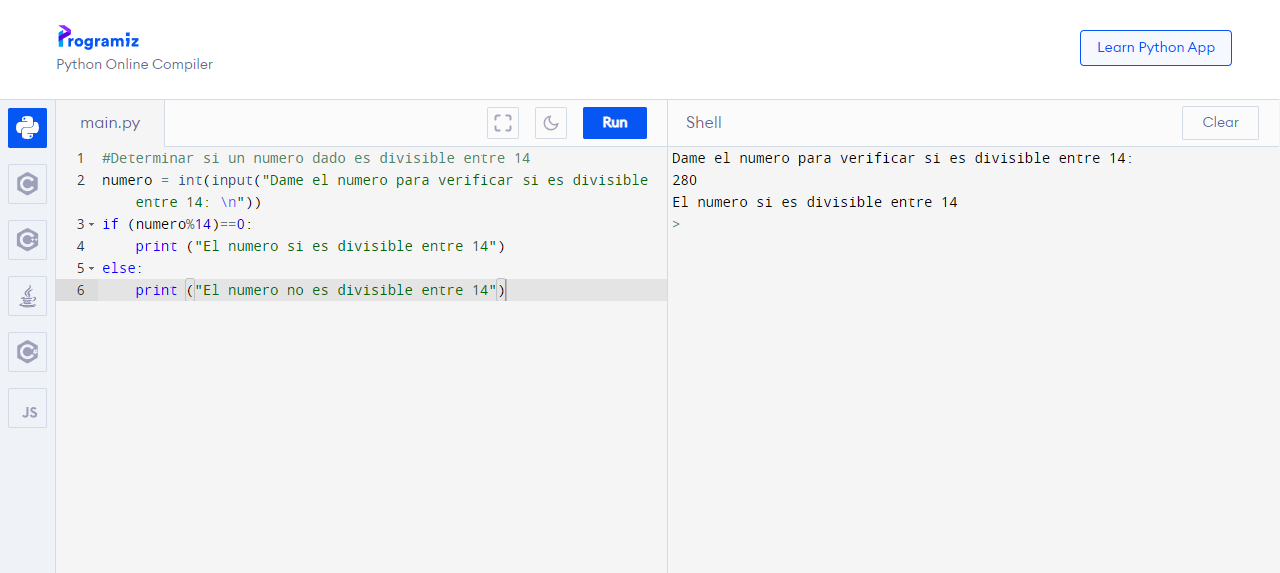 Programiz
Python Online Compiler
Learn Python App
main.py
Run
Shell
Clear
1 #Determinar si un numero dado es divisible entre 14
2 numero = int(input("Dame el numero para verificar si es divisible
entre 14: \n"))
3 if (numero%14)==0:
4     print ("El numero si es divisible entre 14")
5 else:
6     print ("El numero no es divisible entre 14")
Dame el numero para verificar si es divisible entre 14:
280
El numero si es divisible entre 14
>
C
C++
C#
JS